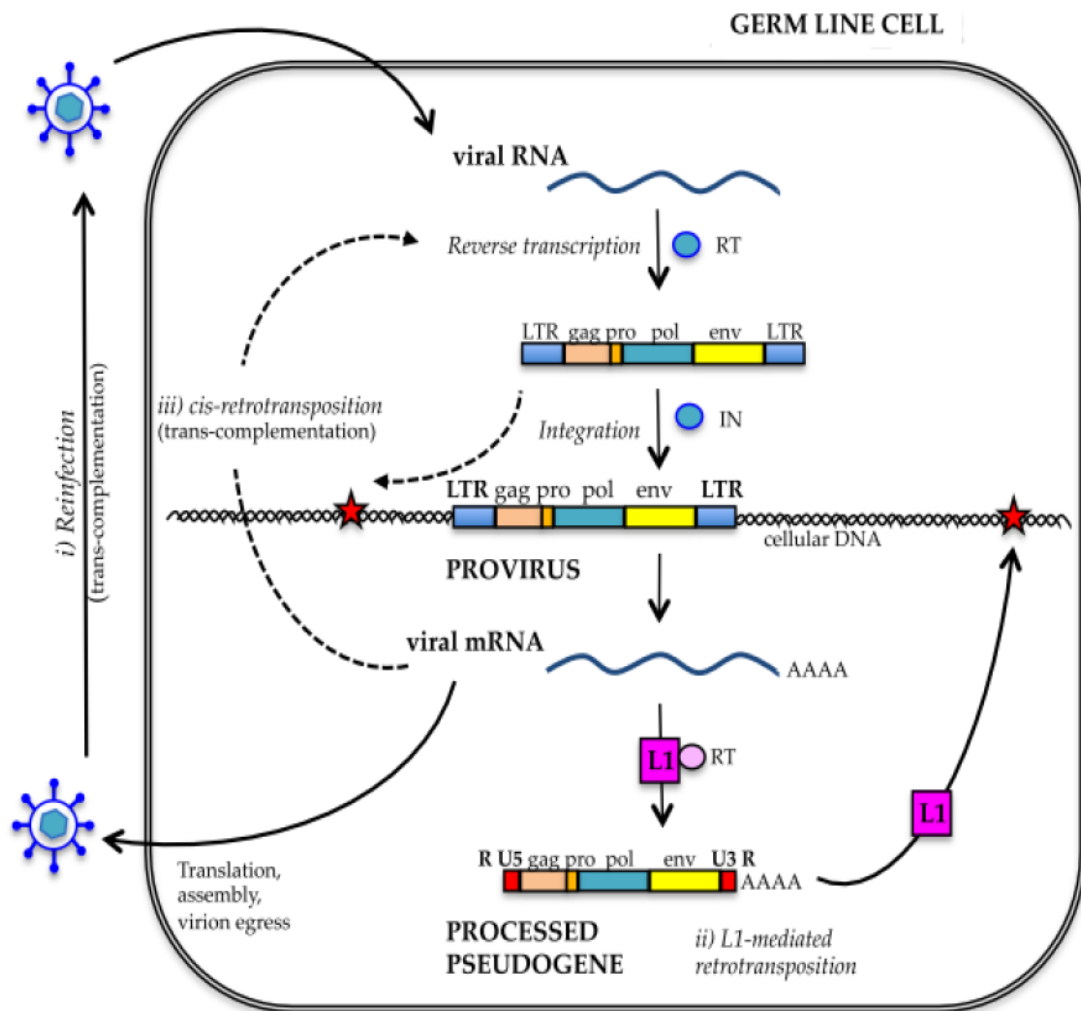 GERM LINE CELL
viral RNA
Reverse transcription
RT
LTR gag pro pol env LTR
iii) cis-retrotransposition
(trans-complementation)
Integration
IN
i) Reinfection
(trans-complementation)
LTR gag pro pol env LTR
cellular DNA
PROVIRUS
viral mRNA
AAAA
L1
RT
L1
Translation,
assembly,
virion egress
R U5 gag pro pol env U3 R
AAAA
PROCESSED
PSEUDOGENE
ii) L1-mediated
retrotransposition